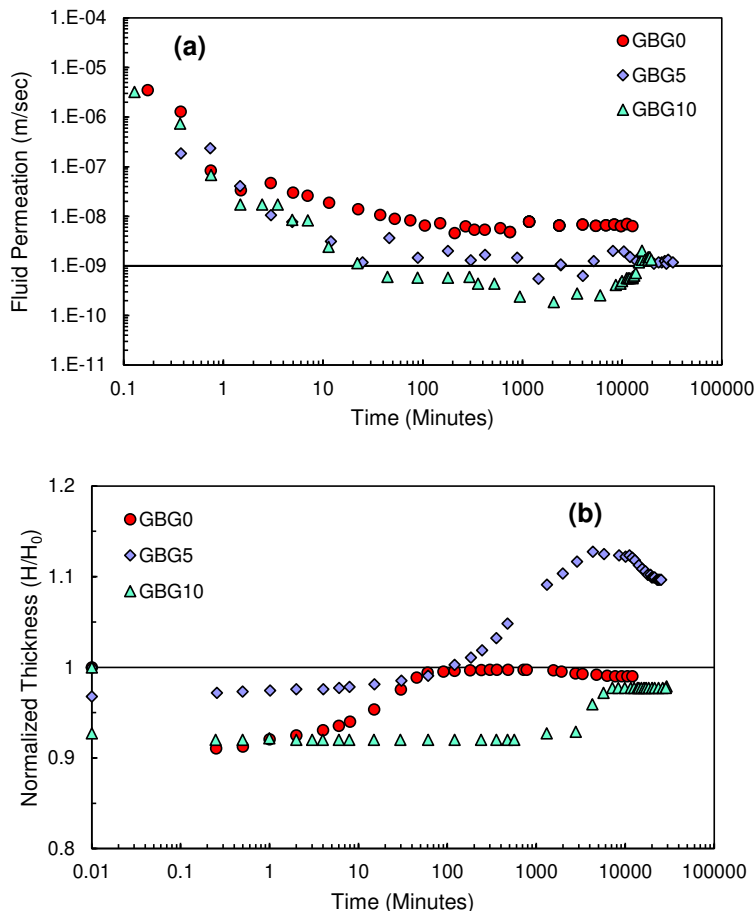 (a)
GBG0
GBG5
GBG10
Fluid Permeation (m/sec)
1.E-04
1.E-05
1.E-06
1.E-07
1.E-08
1.E-09
1.E-10
1.E-11
0.1 1 10 100 1000 10000 100000
Time (Minutes)
(b)
GBG0
GBG5
GBG10
Normalized Thickness (H/H0)
1.2
1.1
1
0.9
0.8
0.01 0.1 1 10 100 1000 10000 100000
Time (Minutes)